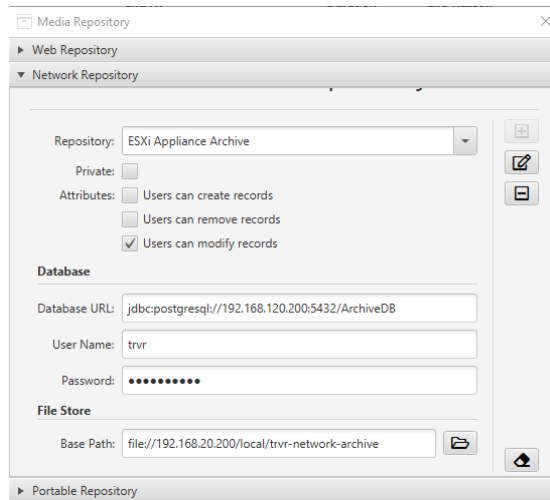 Media Repository
Web Repository
Network Repository
Repository: ESXi Appliance Archive
Private:
Attributes: Users can create records
Users can remove records
Users can modify records
Database
Database URL: jdbc:postgresql://192.168.120.200:5432/ArchiveDB
User Name: trvr
Password: ●●●●●●●●●●
File Store
Base Path: file://192.168.20.200/local/trvr-network-archive
Portable Repository